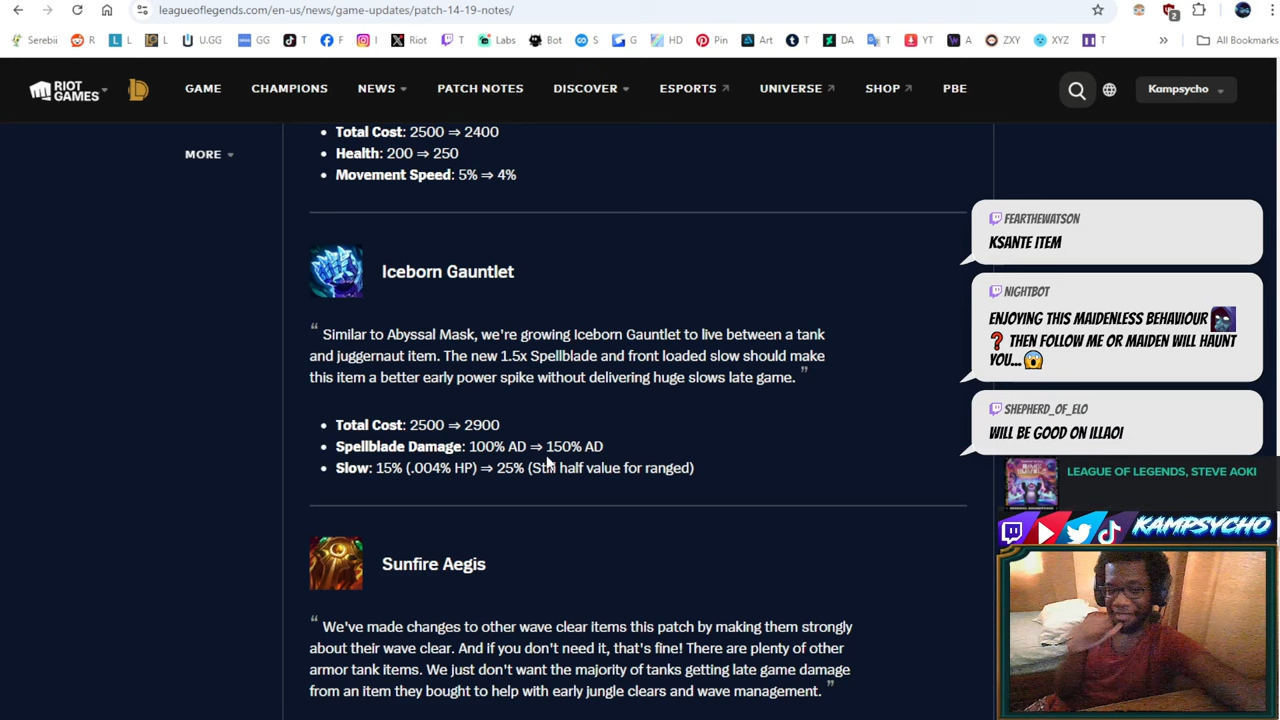 leagueoflegends.com/en-us/news/game-updates/patch-14-19-notes/
2
Serebii R L L U.GG GG T F I Riot T Labs Bot S G HD Pin Art T DA T YT A ZXY XYZ T » All Bookmarks
RIOT GAMES GAME CHAMPIONS NEWS PATCH NOTES DISCOVER ESPORTS UNIVERSE SHOP PBE Kampsycho
MORE
• Total Cost: 2500 ⇒ 2400
• Health: 200 ⇒ 250
• Movement Speed: 5% ⇒ 4%
Iceborn Gauntlet
“ Similar to Abyssal Mask, we're growing Iceborn Gauntlet to live between a tank
and juggernaut item. The new 1.5x Spellblade and front loaded slow should make
this item a better early power spike without delivering huge slows late game. ”
• Total Cost: 2500 ⇒ 2900
• Spellblade Damage: 100% AD ⇒ 150% AD
• Slow: 15% (.004% HP) ⇒ 25% (Still half value for ranged)
Sunfire Aegis
“ We've made changes to other wave clear items this patch by making them strongly
about their wave clear. And if you don't need it, that's fine! There are plenty of other
armor tank items. We just don't want the majority of tanks getting late game damage
from an item they bought to help with early jungle clears and wave management. ”
FEARTHEWATSON
KSANTE ITEM
NIGHTBOT
ENJOYING THIS MAIDENLESS BEHAVIOUR
❓ THEN FOLLOW ME OR MAIDEN WILL HAUNT
YOU...😱
SHEPHERD_OF_ELO
WILL BE GOOD ON ILLAOI
LEAGUE OF LEGENDS, STEVE AOKI
KAMPSYCHO